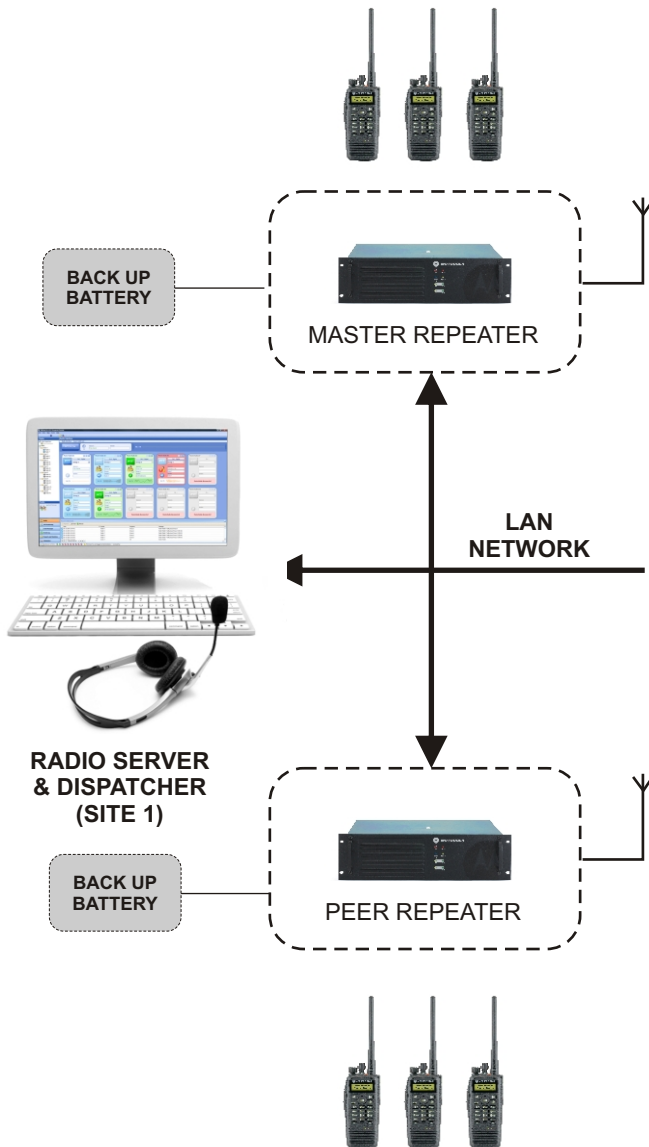 BACK UP
BATTERY
MASTER REPEATER
LAN
NETWORK
RADIO SERVER
& DISPATCHER
(SITE 1)
BACK UP
BATTERY
PEER REPEATER